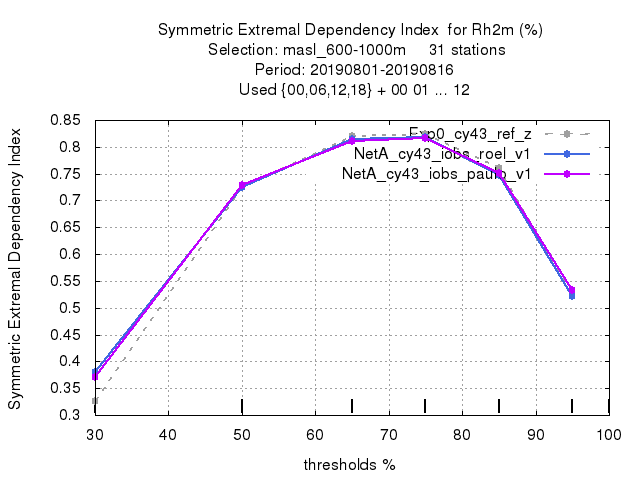 Symmetric Extremal Dependency Index  for Rh2m (%)
Selection: masl_600-1000m     31 stations
Period: 20190801-20190816
Used {00,06,12,18} + 00 01 ... 12
Symmetric Extremal Dependency Index
0.85
0.8
0.75
0.7
0.65
0.6
0.55
0.5
0.45
0.4
0.35
0.3
Exp0_cy43_ref_z
NetA_cy43_iobs_roel_v1
NetA_cy43_iobs_paulo_v1
30 40 50 60 70 80 90 100
thresholds %